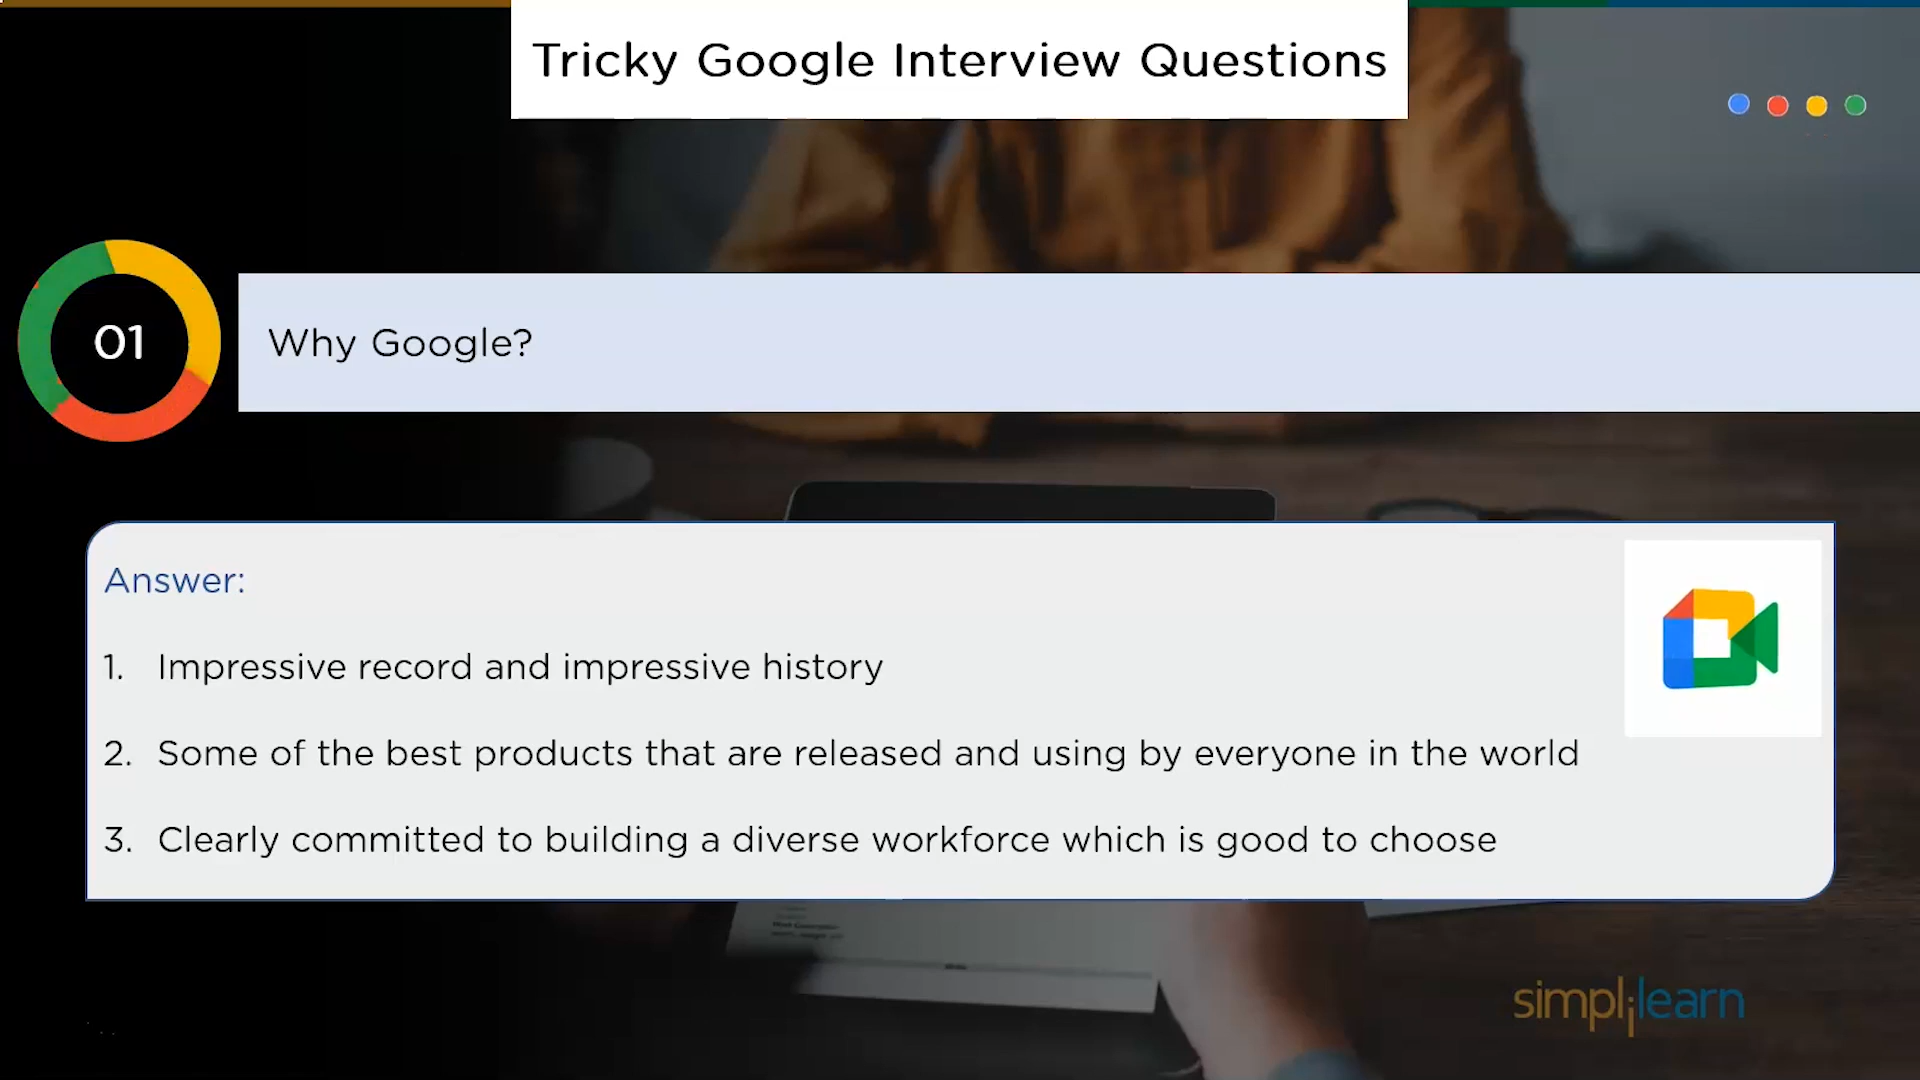 Tricky Google Interview Questions
01
Why Google?
Answer:
1. Impressive record and impressive history
2. Some of the best products that are released and using by everyone in the world
3. Clearly committed to building a diverse workforce which is good to choose
simplilearn